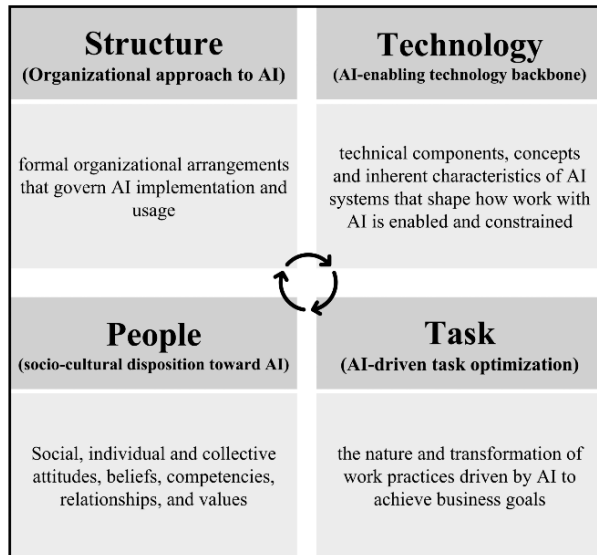 Structure
(Organizational approach to AI)
formal organizational arrangements
that govern AI implementation and
usage
Technology
(AI-enabling technology backbone)
technical components, concepts
and inherent characteristics of AI
systems that shape how work with
AI is enabled and constrained
People
(socio-cultural disposition toward AI)
Social, individual and collective
attitudes, beliefs, competencies,
relationships, and values
Task
(AI-driven task optimization)
the nature and transformation of
work practices driven by AI to
achieve business goals